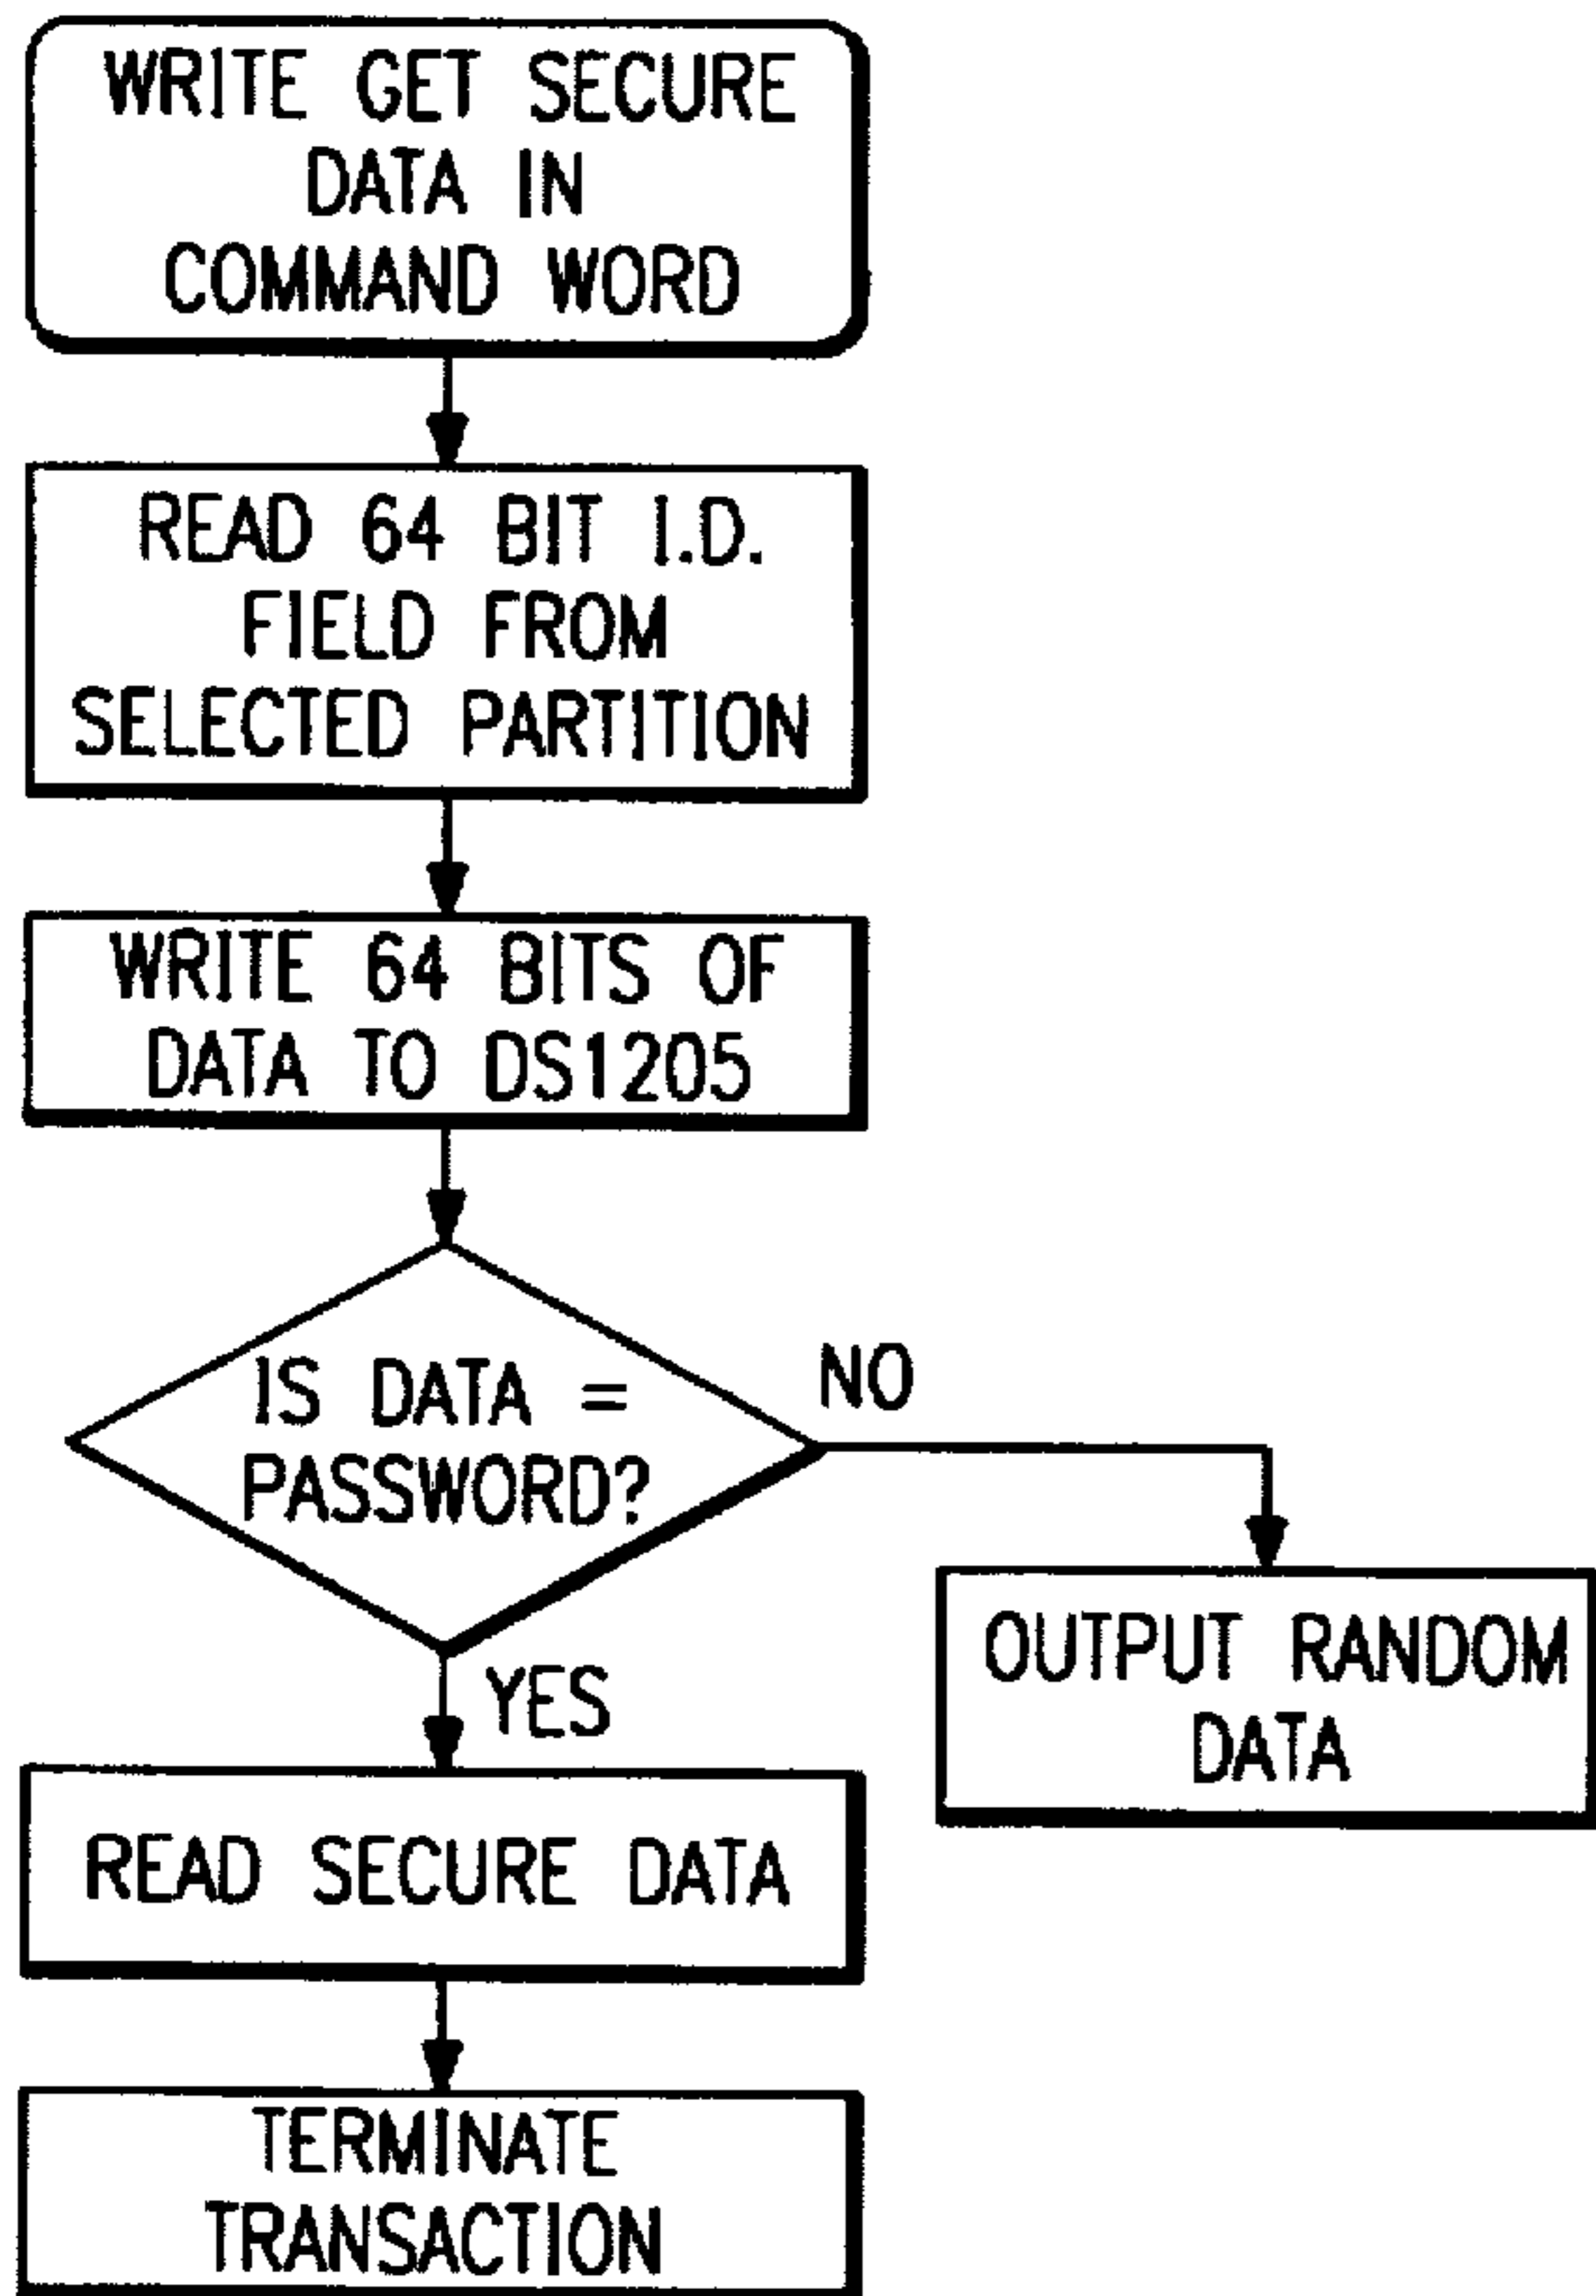 WRITE GET SECURE
DATA IN
COMMAND WORD
READ 64 BIT I.D.
FIELD FROM
SELECTED PARTITION
WRITE 64 BITS OF
DATA TO DS1205
IS DATA =
PASSWORD?
NO
YES
OUTPUT RANDOM
DATA
READ SECURE DATA
TERMINATE
TRANSACTION